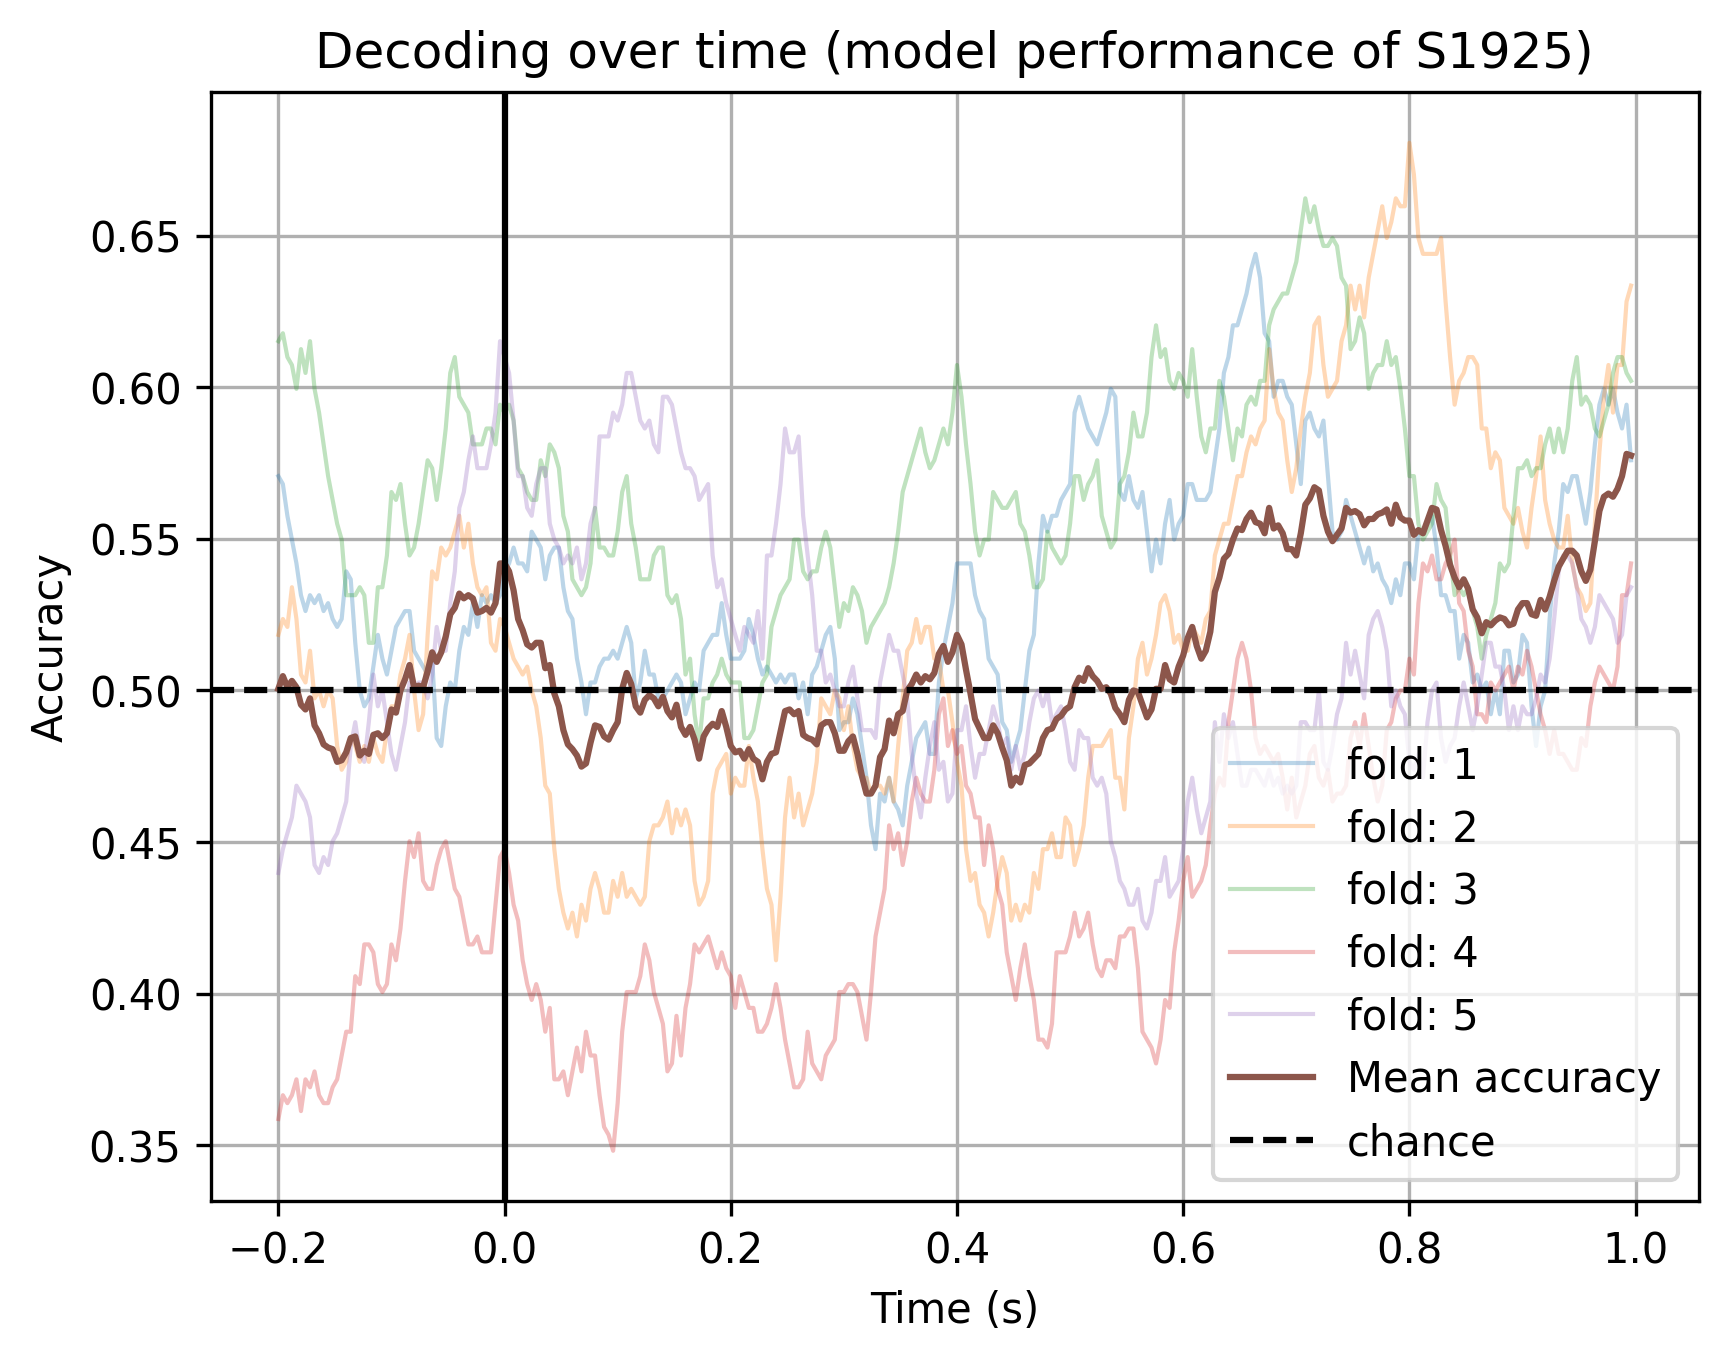 Decoding over time (model performance of S1925)
Accuracy
0.65
0.60
0.55
0.50
0.45
0.40
0.35
fold: 1
fold: 2
fold: 3
fold: 4
fold: 5
Mean accuracy
chance
−0.2 0.0 0.2 0.4 0.6 0.8 1.0
Time (s)